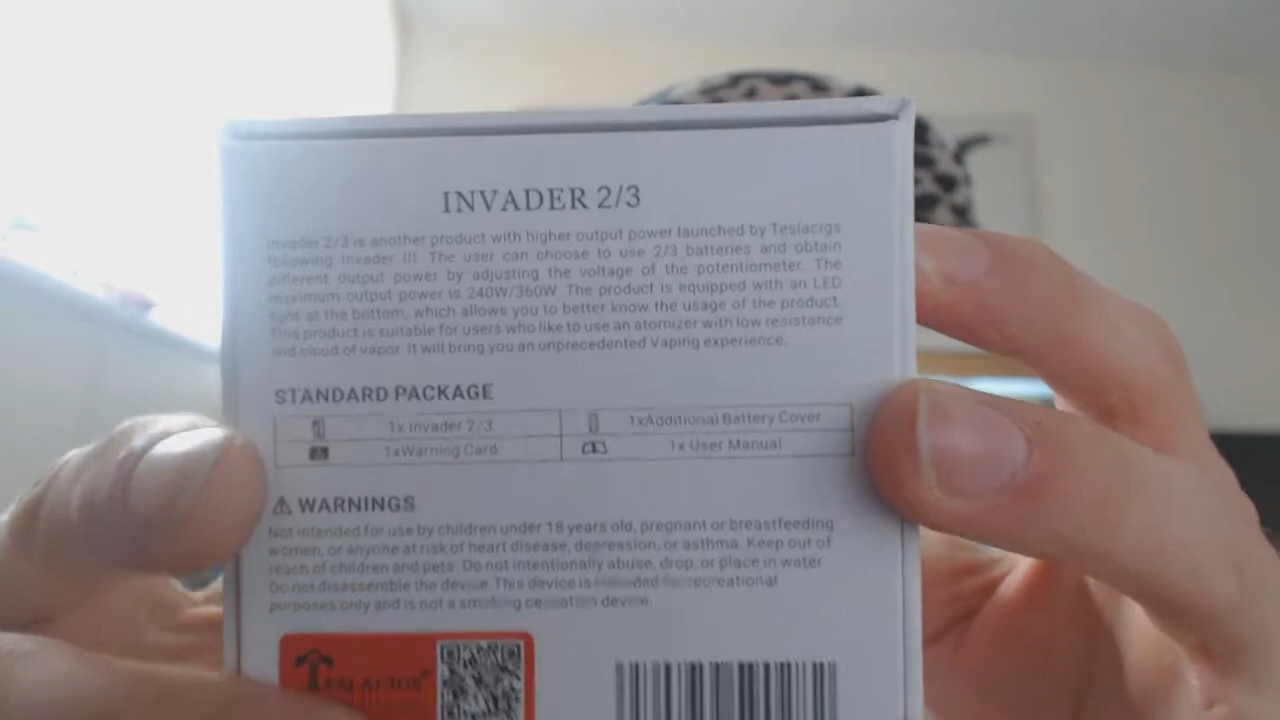 INVADER 2/3
Invader 2/3 is another product with higher output power launched by Teslacigs
following Invader III. The user can choose to use 2/3 batteries and obtain
different output power by adjusting the voltage of the potentiometer. The
maximum output power is 240W/360W. The product is equipped with an LED
light at the bottom, which allows you to better know the usage of the product.
This product is suitable for users who like to use an atomizer with low resistance
and cloud of vapor. It will bring you an unprecedented Vaping experience.
STANDARD PACKAGE
1x Invader 2/3 1xAdditional Battery Cover
1xWarning Card 1x User Manual
WARNINGS
Not intended for use by children under 18 years old, pregnant or breastfeeding
women, or anyone at risk of heart disease, depression, or asthma. Keep out of
reach of children and pets. Do not intentionally abuse, drop, or place in water.
Do not disassemble the device. This device is intended for recreational
purposes only and is not a smoking cessation device.
TESLACIGS®